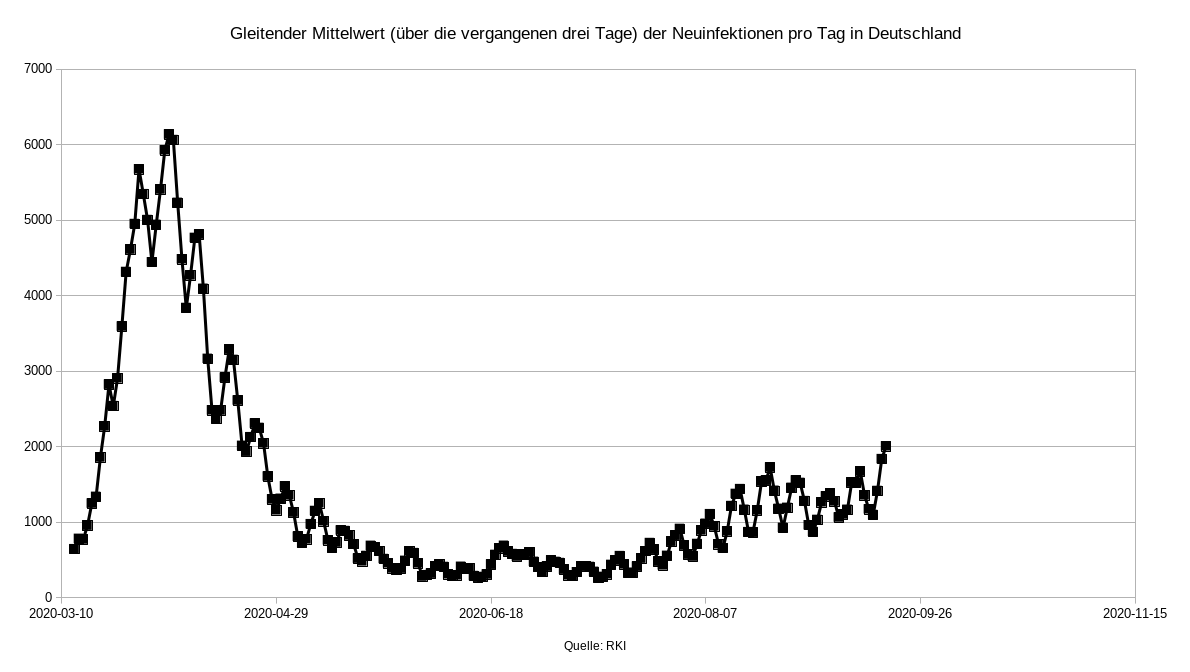 Gleitender Mittelwert (über die vergangenen drei Tage) der Neuinfektionen pro Tag in Deutschland
7000
6000
5000
4000
3000
2000
1000
0
2020-03-10 2020-04-29 2020-06-18 2020-08-07 2020-09-26 2020-11-15
Quelle: RKI